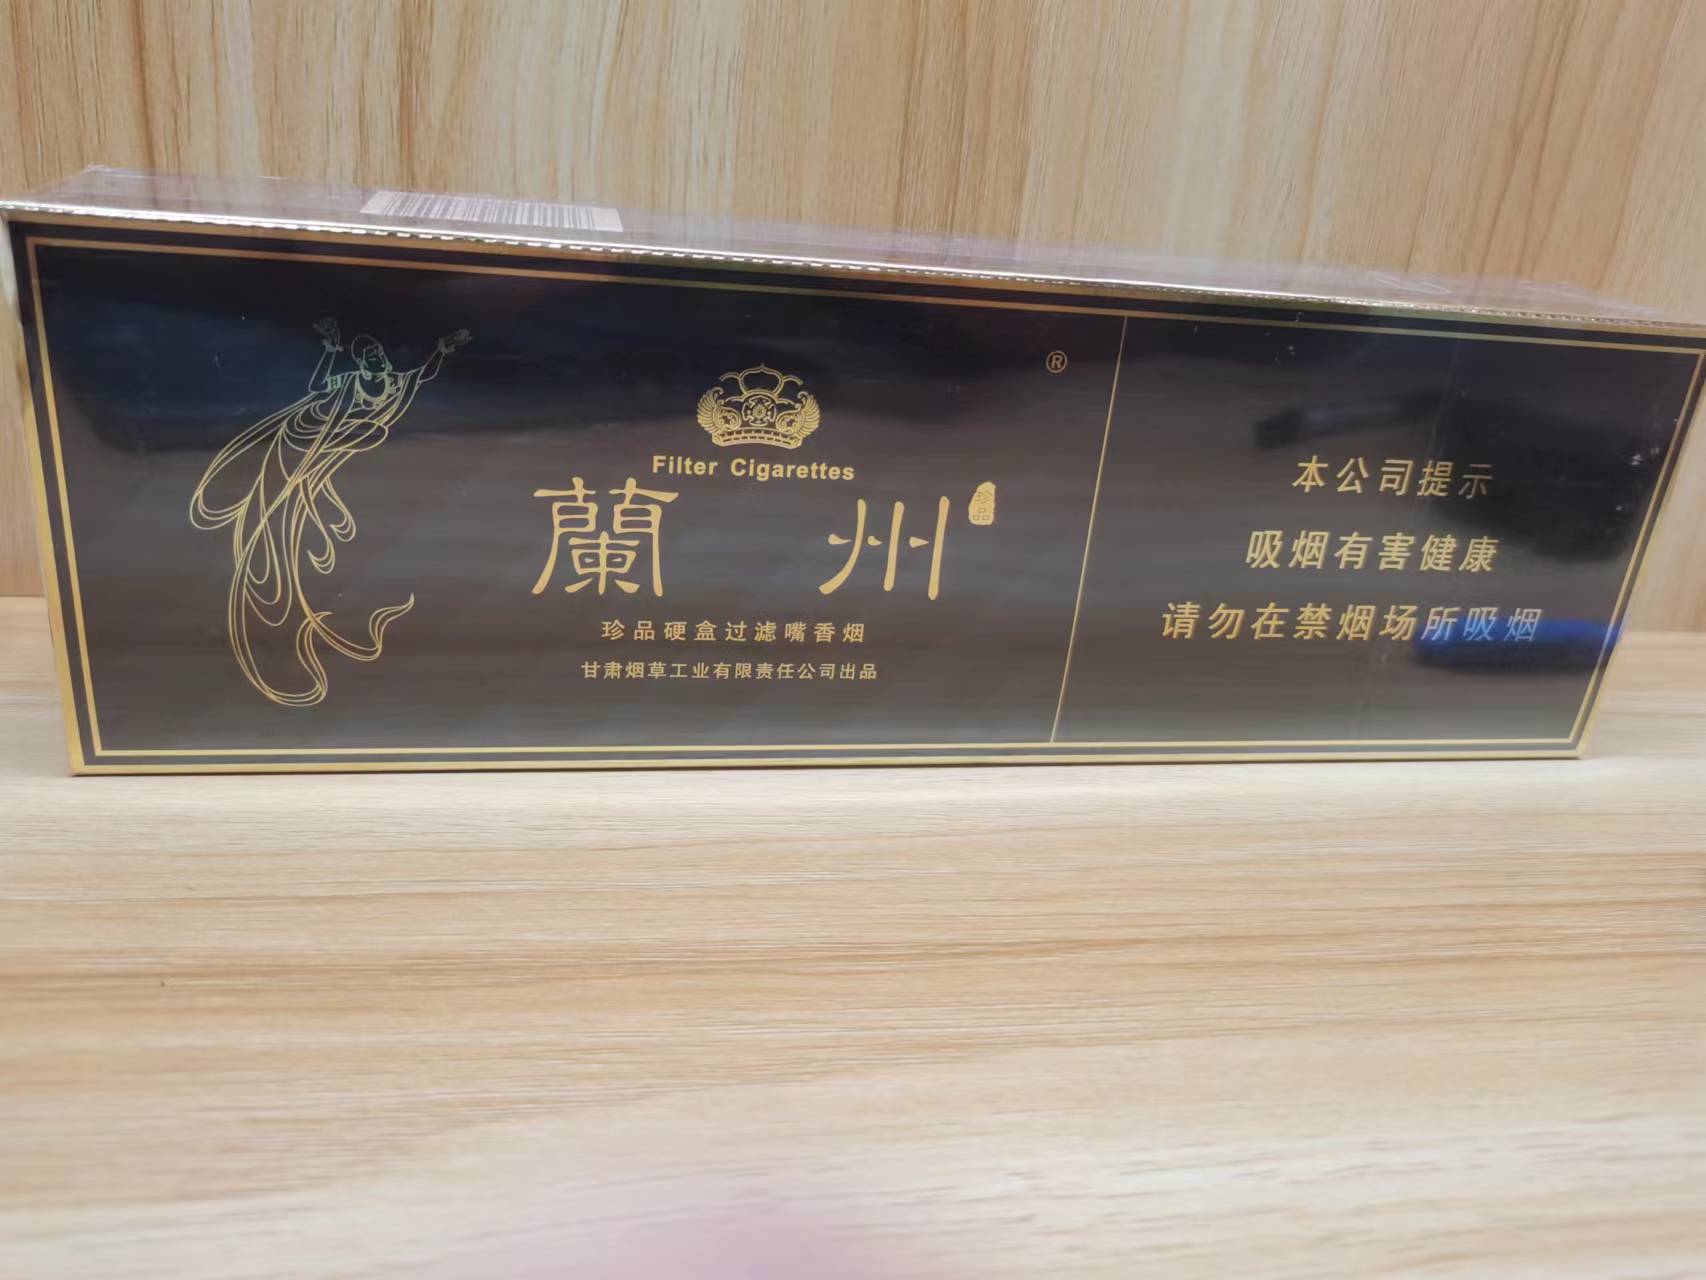 ®
Filter Cigarettes
蘭州
珍品
珍品硬盒过滤嘴香烟
甘肃烟草工业有限责任公司出品
本公司提示
吸烟有害健康
请勿在禁烟场所吸烟